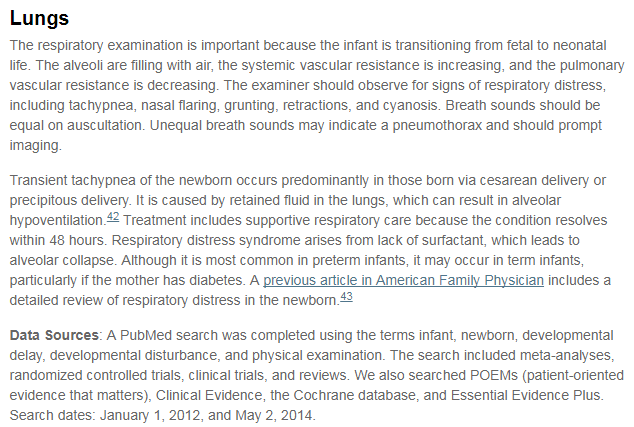 Lungs
The respiratory examination is important because the infant is transitioning from fetal to neonatal
life. The alveoli are filling with air, the systemic vascular resistance is increasing, and the pulmonary
vascular resistance is decreasing. The examiner should observe for signs of respiratory distress,
including tachypnea, nasal flaring, grunting, retractions, and cyanosis. Breath sounds should be
equal on auscultation. Unequal breath sounds may indicate a pneumothorax and should prompt
imaging.
Transient tachypnea of the newborn occurs predominantly in those born via cesarean delivery or
precipitous delivery. It is caused by retained fluid in the lungs, which can result in alveolar
hypoventilation.42 Treatment includes supportive respiratory care because the condition resolves
within 48 hours. Respiratory distress syndrome arises from lack of surfactant, which leads to
alveolar collapse. Although it is most common in preterm infants, it may occur in term infants,
particularly if the mother has diabetes. A previous article in American Family Physician includes a
detailed review of respiratory distress in the newborn.43
Data Sources: A PubMed search was completed using the terms infant, newborn, developmental
delay, developmental disturbance, and physical examination. The search included meta-analyses,
randomized controlled trials, clinical trials, and reviews. We also searched POEMs (patient-oriented
evidence that matters), Clinical Evidence, the Cochrane database, and Essential Evidence Plus.
Search dates: January 1, 2012, and May 2, 2014.